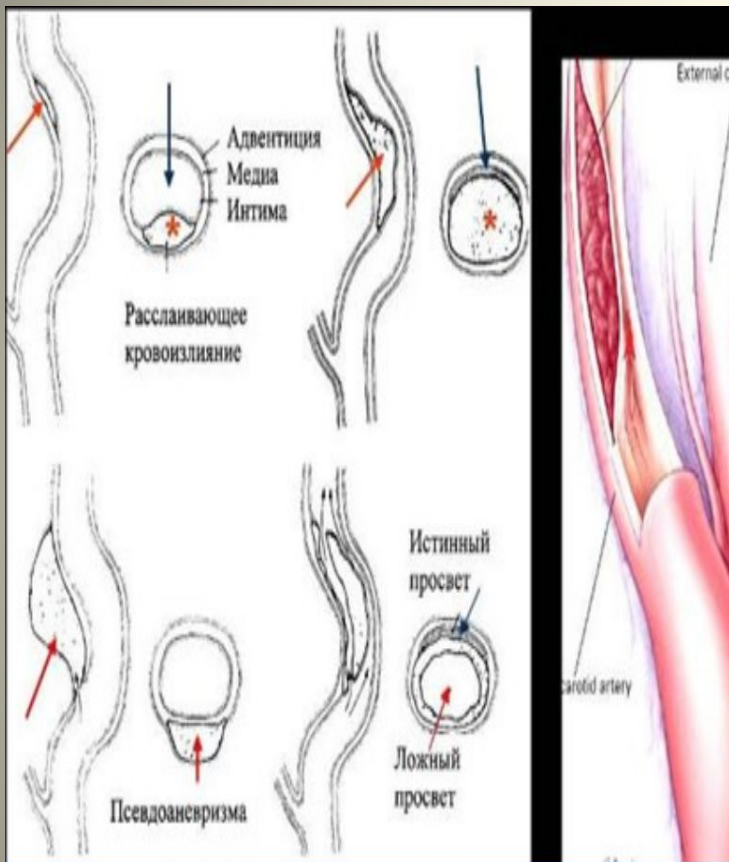 Адвентиция
Медиа
Интима
*
*
Расслаивающее
кровоизлияние
External c
Истинный
просвет
carotid artery
Ложный
просвет
Псевдоаневризма